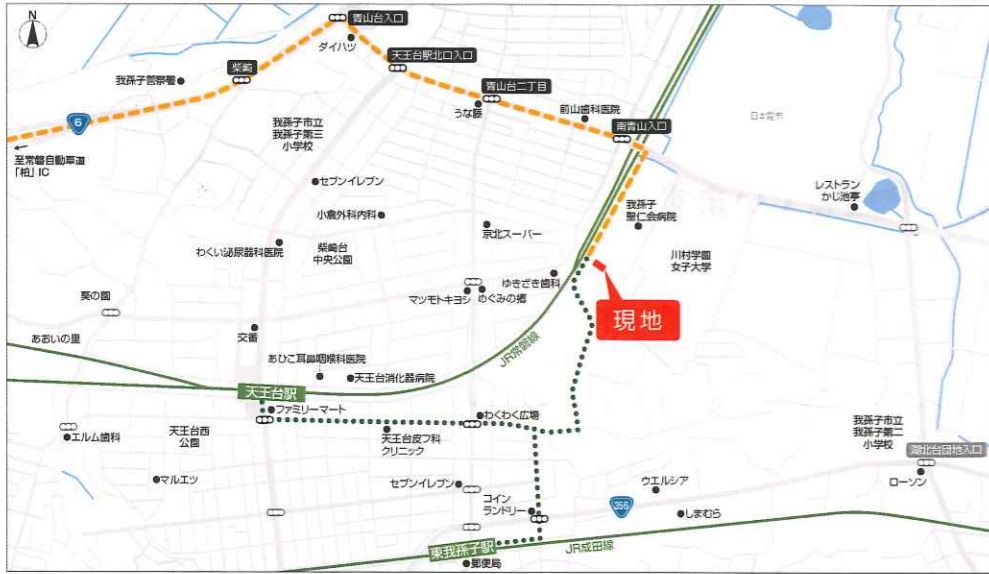 N
青山台入口
ダイハツ
天王台駅北口入口
柴崎
我孫子警察署
青山台二丁目
うな藤
前山歯科医院
6
南青山入口
我孫子市立
我孫子第三
小学校
至常磐自動車道
「柏」IC
セブンイレブン
レストラン
かじ池亭
小倉外科内科
我孫子
聖仁会病院
京北スーパー
わくい泌尿器科医院
柴崎台
中央公園
川村学園
女子大学
ゆきざき歯科
葵の園
マツモトキヨシ
めぐみの郷
現地
あおいの里
交番
JR常磐線
あびこ耳鼻咽喉科医院
天王台消化器病院
天王台駅
ファミリーマート
わくわく広場
エルム歯科
天王台西
公園
天王台皮フ科
クリニック
我孫子市立
我孫子第二
小学校
湖北台団地入口
マルエツ
セブンイレブン
ウエルシア
ローソン
コイン
ランドリー
356
しまむら
東我孫子駅
JR成田線
郵便局